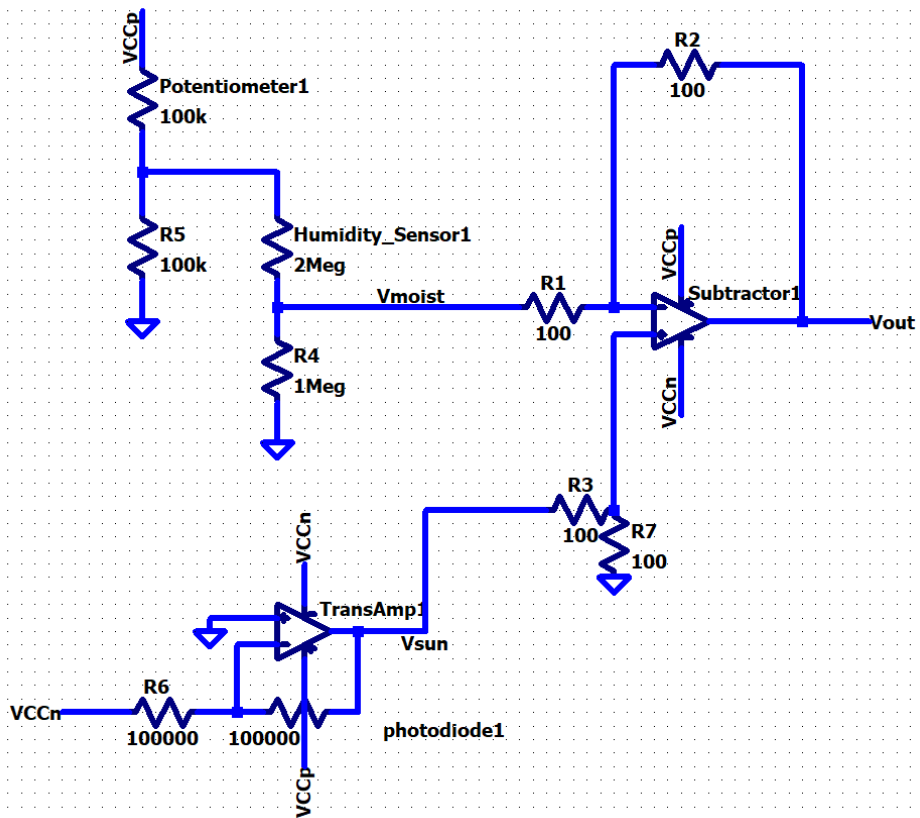 VCCp
Potentiometer1
100k
R5
100k
Humidity_Sensor1
2Meg
Vmoist
R4
1Meg
R1
100
R2
100
VCCp
Subtractor1
Vout
VCCn
R3
100
R7
100
VCCn
TransAmp1
Vsun
VCCn
R6
100000
100000
photodiode1
VCCp